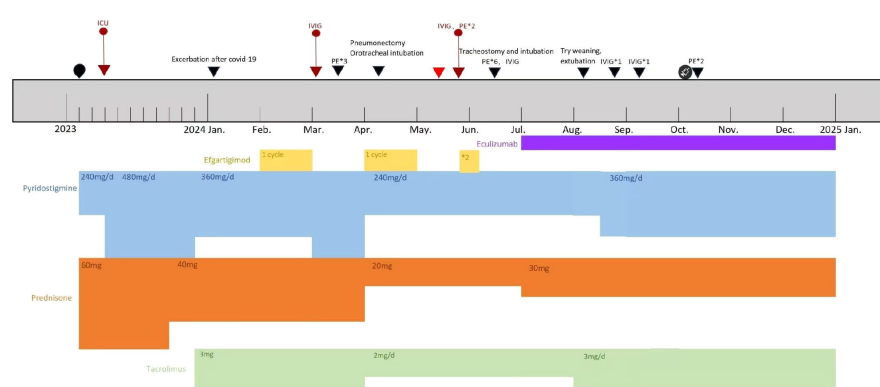 ICU
IVIG
IVIG、 PE*2
Excerbation after covid-19
PE*3
Pneumonectomy
Orotracheal Intubation
Tracheostomy and intubation
PE*6、 IVIG
Try weaning,
extubation
IVIG*1
IVIG*1
PE*2
2023
2024 Jan.
Feb.
Mar.
Apr.
May.
Jun.
Jul.
Aug.
Sep.
Oct.
Nov.
Dec.
2025 Jan.
Eculizumab
Efgartigimod
1 cycle
1 cycle
*2
Pyridostigmine
240mg/d
480mg/d
360mg/d
240mg/d
360mg/d
Prednisone
60mg
40mg
20mg
30mg
Tacrolimus
3mg
2mg/d
3mg/d